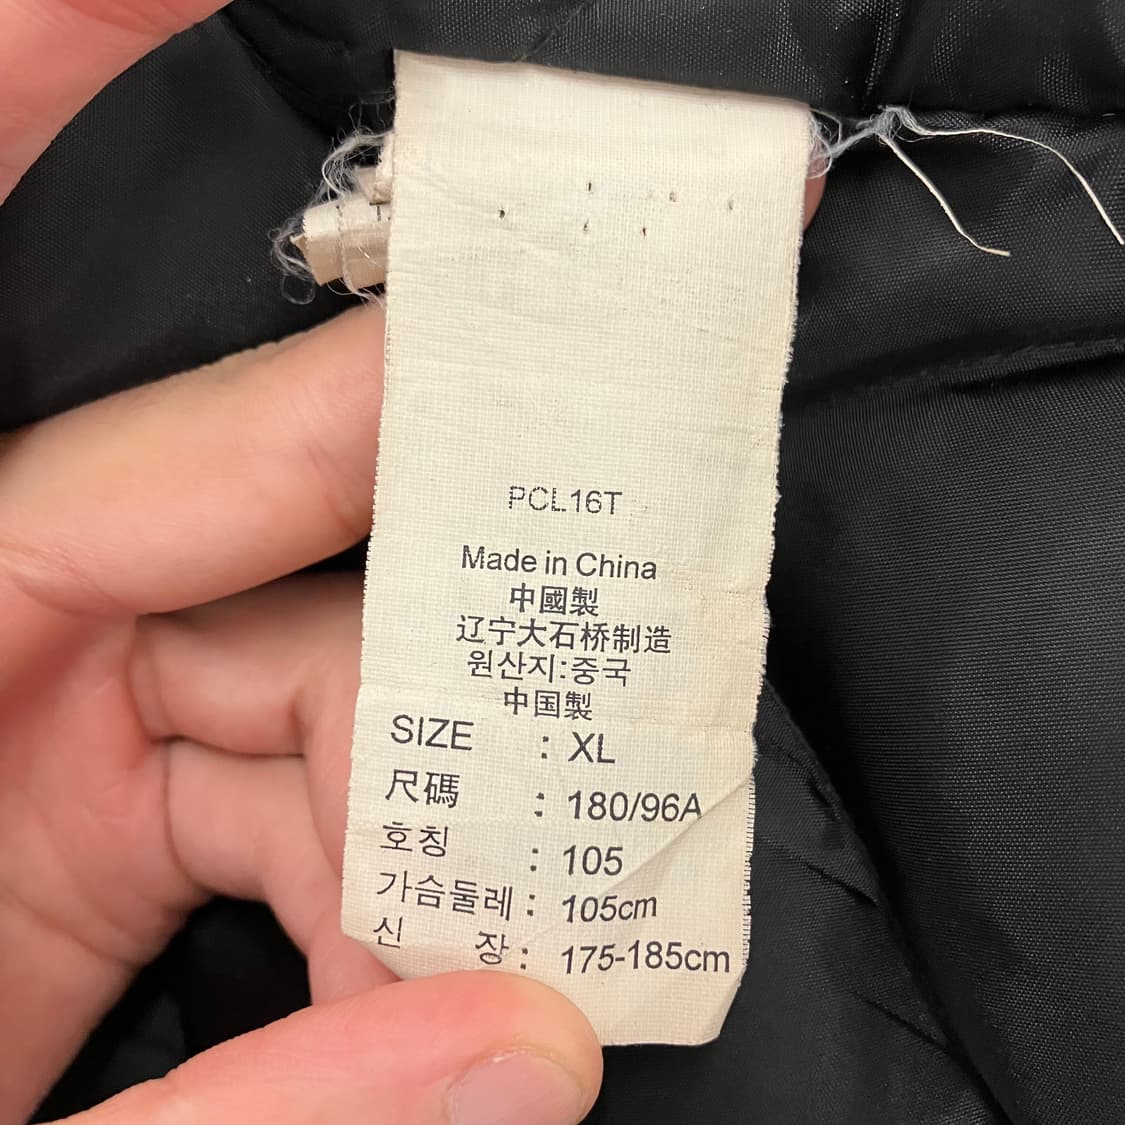 PCL16T
Made in China
中國製
辽宁大石桥制造
원산지:중국
中国製
SIZE : XL
尺碼 : 180/96A
호칭 : 105
가슴둘레 : 105cm
신 장 : 175-185cm